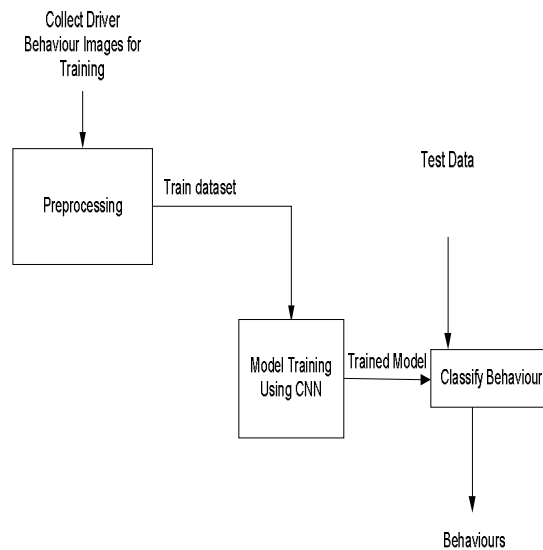 Collect Driver
Behaviour Images for
Training
Test Data
Preprocessing
Train dataset
Model Training
Using CNN
Trained Model
Classify Behaviour
Behaviours